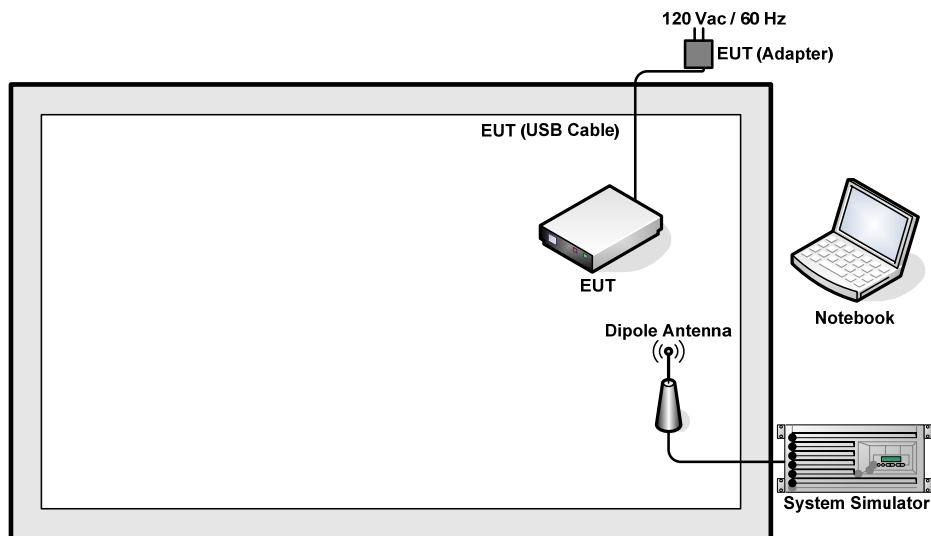 120 Vac / 60 Hz
EUT (Adapter)
EUT (USB Cable)
EUT
Notebook
Dipole Antenna
System Simulator